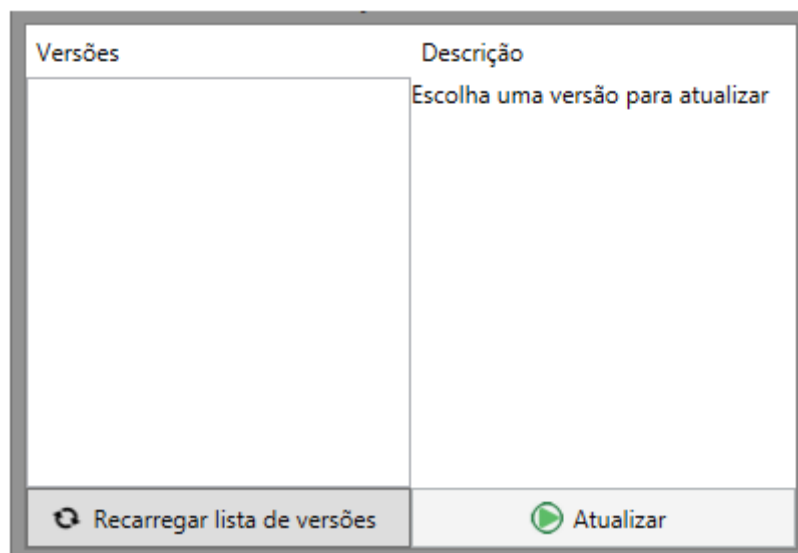 Versões
Descrição
Escolha uma versão para atualizar
Recarregar lista de versões
Atualizar